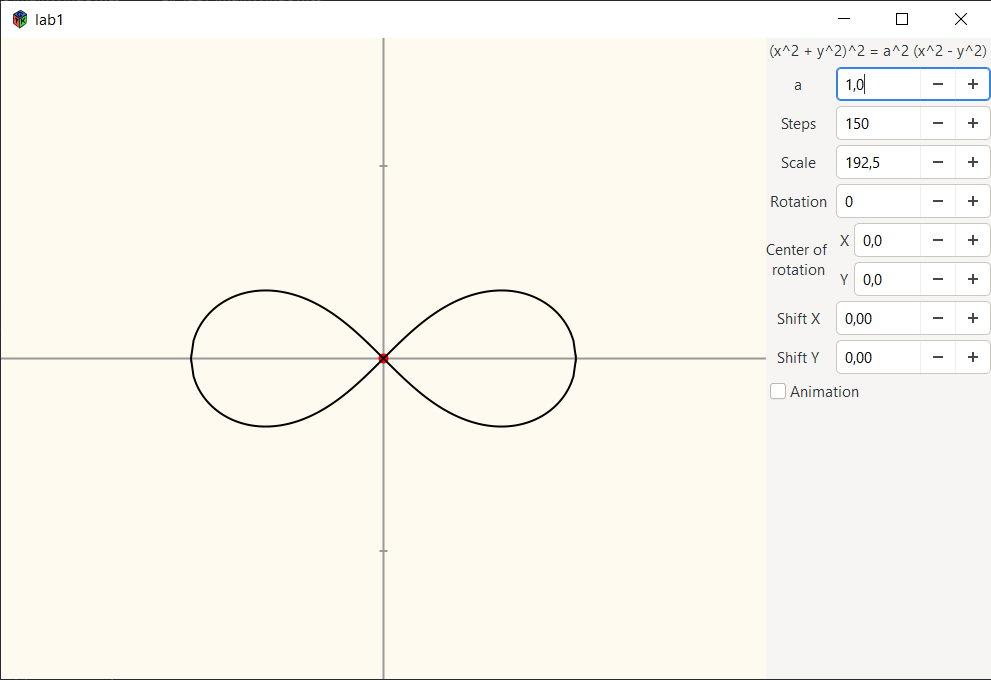 lab1
(x^2 + y^2)^2 = a^2 (x^2 - y^2)
a 1,0
Steps 150
Scale 192,5
Rotation 0
Center of
rotation
X 0,0
Y 0,0
Shift X 0,00
Shift Y 0,00
Animation